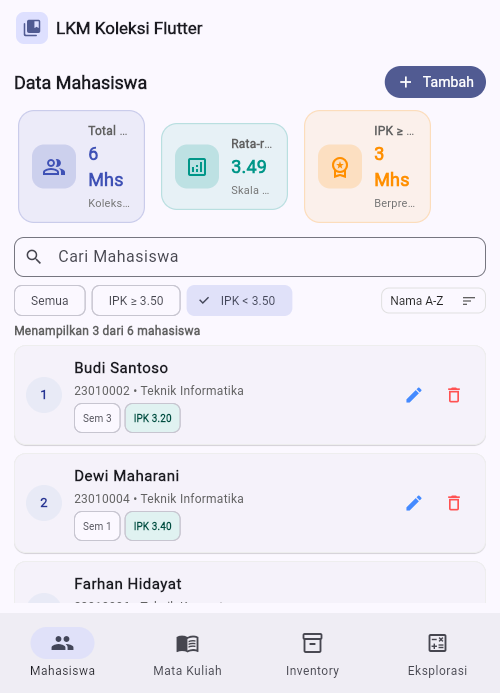 LKM Koleksi Flutter
Data Mahasiswa
Tambah
Total ...
6
Mhs
Koleks...
Rata-r...
3.49
Skala ...
IPK ≥ ...
3
Mhs
Berpre...
Cari Mahasiswa
Semua
IPK ≥ 3.50
IPK < 3.50
Nama A-Z
Menampilkan 3 dari 6 mahasiswa
1
Budi Santoso
23010002 • Teknik Informatika
Sem 3
IPK 3.20
2
Dewi Maharani
23010004 • Teknik Informatika
Sem 1
IPK 3.40
Farhan Hidayat
Mahasiswa
Mata Kuliah
Inventory
Eksplorasi